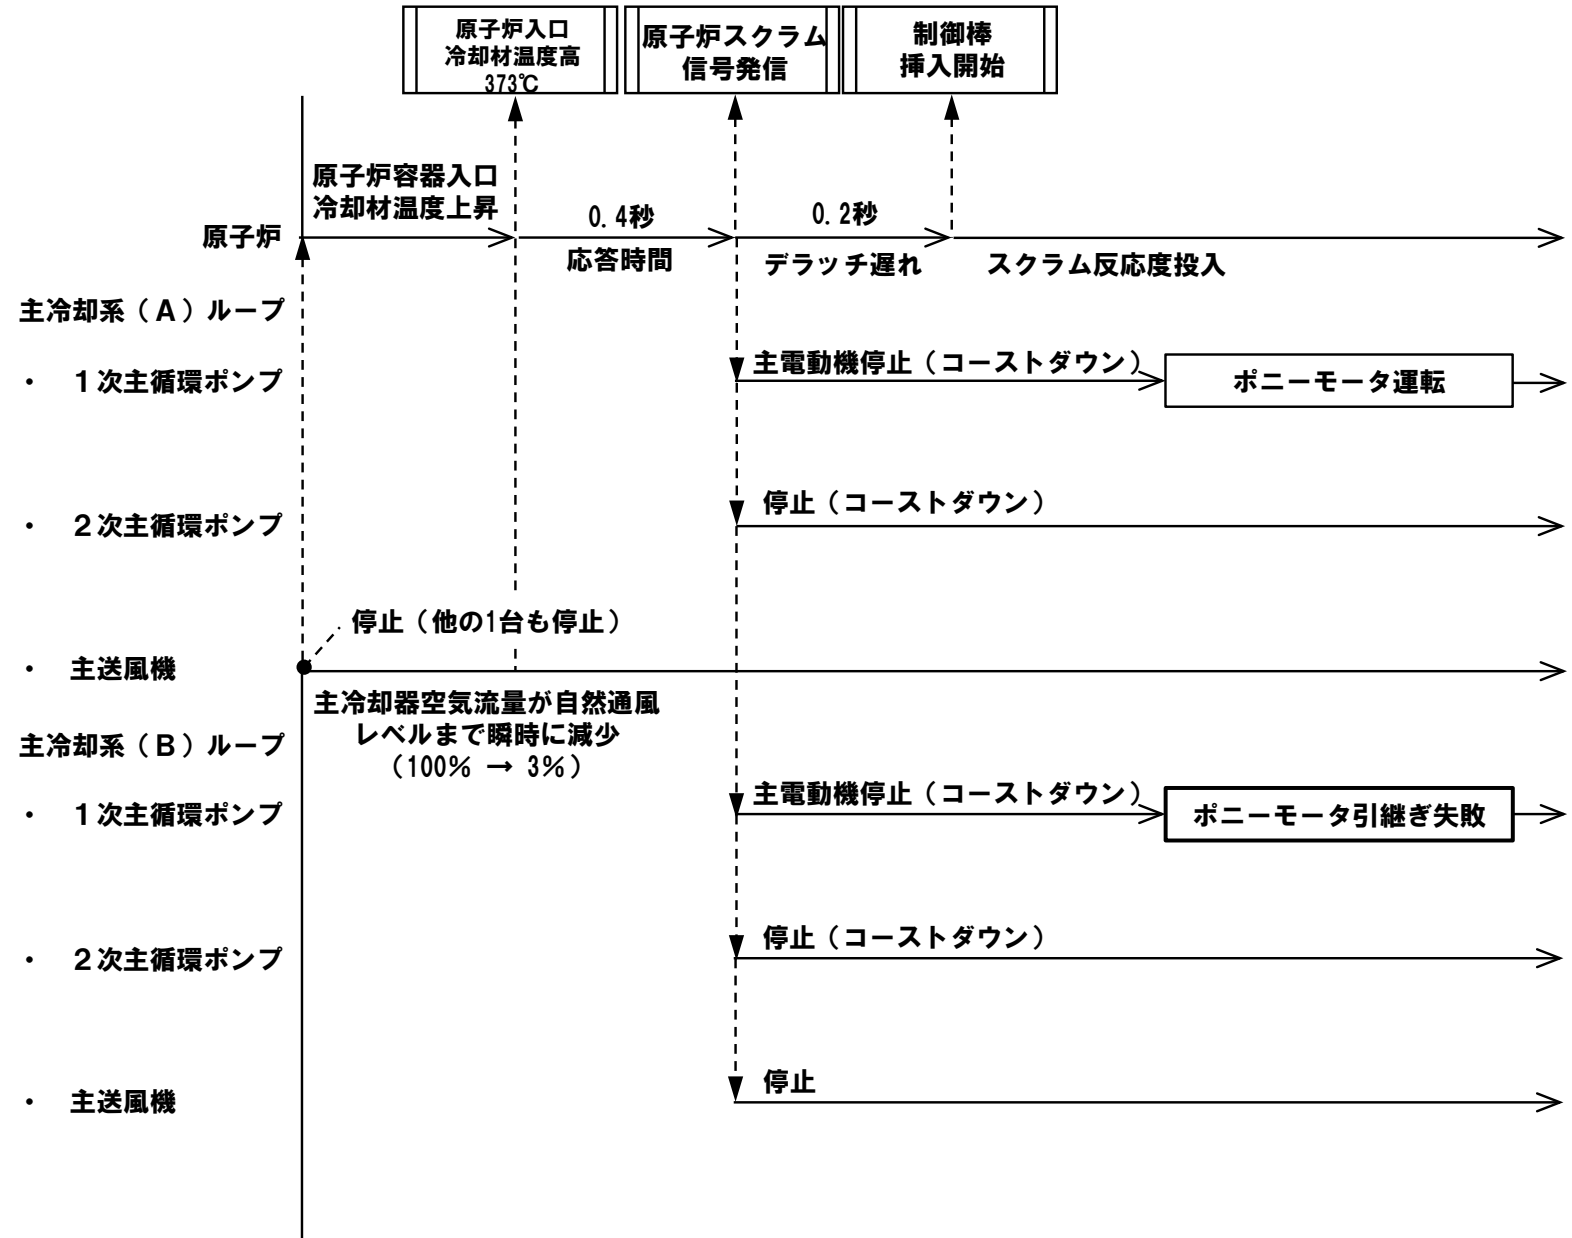 原子炉入口
冷却材温度高
373℃
原子炉スクラム
信号発信
制御棒
挿入開始
原子炉容器入口
冷却材温度上昇
原子炉
0.4秒
応答時間
0.2秒
デラッチ遅れ
スクラム反応度投入
主冷却系（A）ループ
・ 1次主循環ポンプ
主電動機停止（コーストダウン）
ポニーモータ運転
・ 2次主循環ポンプ
停止（コーストダウン）
停止（他の1台も停止）
・ 主送風機
主冷却器空気流量が自然通風
レベルまで瞬時に減少
（100％ → 3％）
主冷却系（B）ループ
・ 1次主循環ポンプ
主電動機停止（コーストダウン）
ポニーモータ引継ぎ失敗
・ 2次主循環ポンプ
停止（コーストダウン）
・ 主送風機
停止